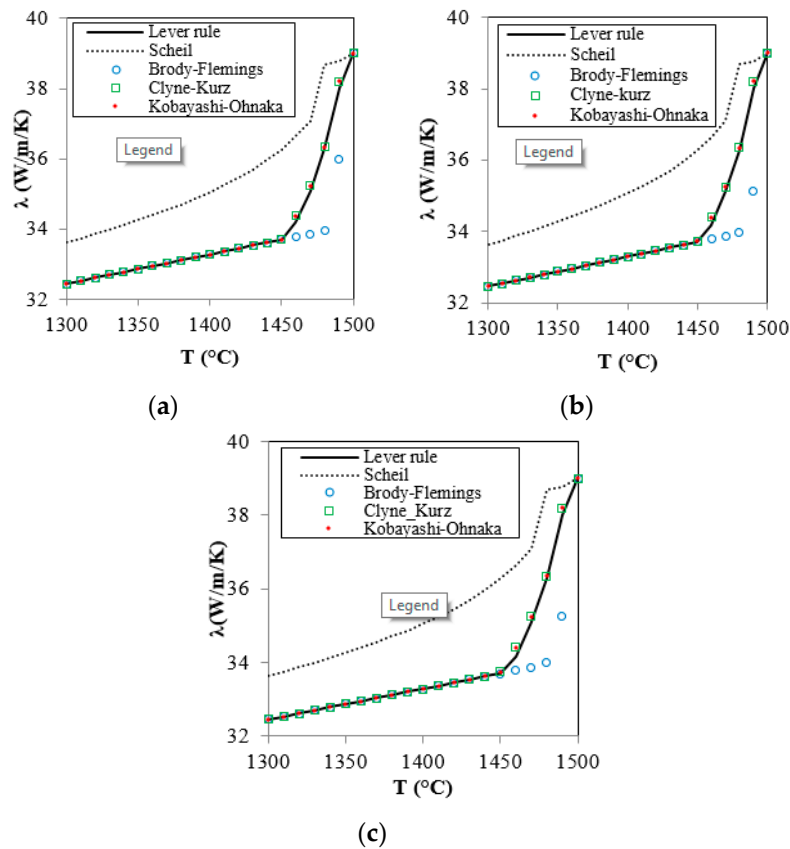 40
38
36
34
32
λ (W/m/K)
Lever rule
Scheil
Brody-Flemings
Clyne-Kurz
Kobayashi-Ohnaka
Legend
1300 1350 1400 1450 1500
T (°C)
(a)
40
38
36
34
32
λ (W/m/K)
Lever rule
Scheil
Brody-Flemings
Clyne-kurz
Kobayashi-Ohnaka
Legend
1300 1350 1400 1450 1500
T (°C)
(b)
40
38
36
34
32
λ(W/m/K)
Lever rule
Scheil
Brody-Flemings
Clyne_Kurz
Kobayashi-Ohnaka
Legend
1300 1350 1400 1450 1500
T (°C)
(c)